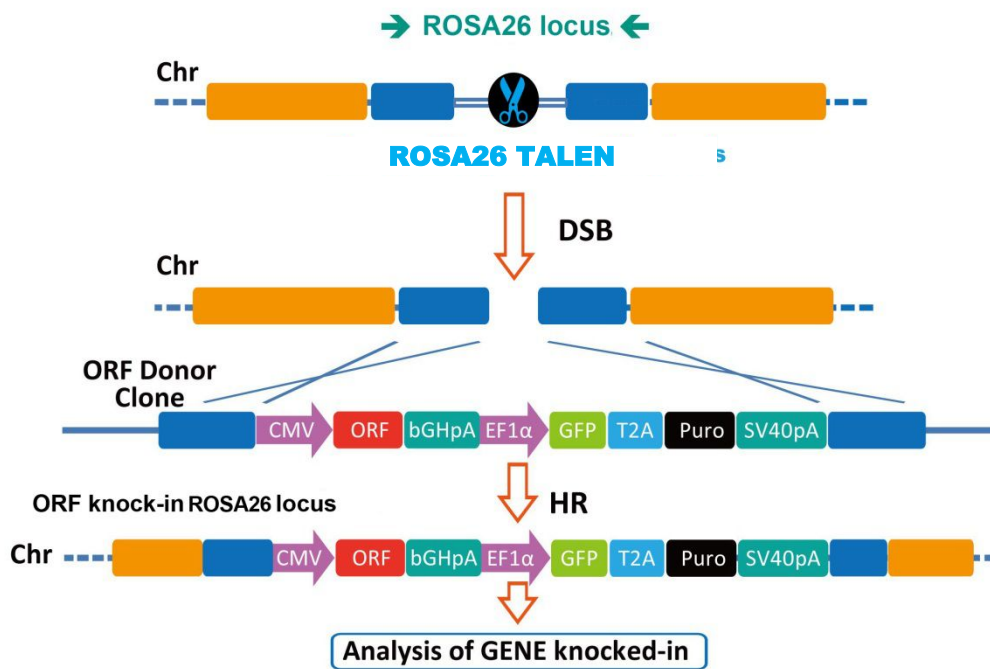 ROSA26 locus
Chr
ROSA26 TALEN s
DSB
Chr
ORF Donor
Clone
CMV ORF bGHpA EF1α GFP T2A Puro SV40pA
HR
ORF knock-in ROSA26 locus
Chr
CMV ORF bGHpA EF1α GFP T2A Puro SV40pA
Analysis of GENE knocked-in